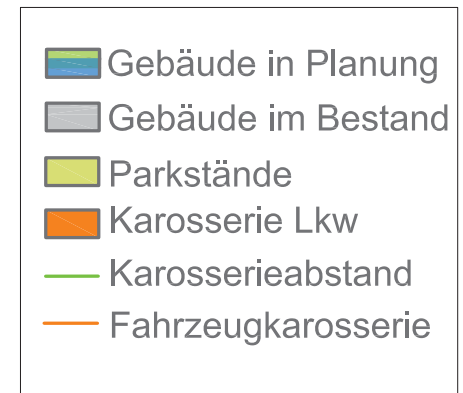 Gebäude in Planung
Gebäude im Bestand
Parkstände
Karosserie Lkw
Karosserieabstand
Fahrzeugkarosserie